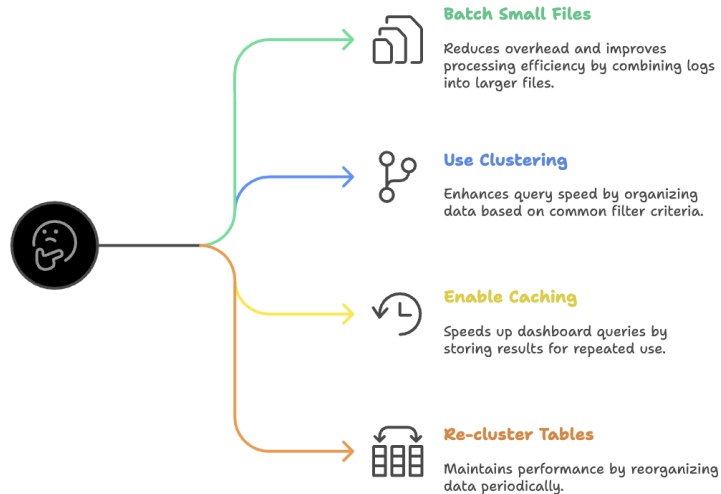 Batch Small Files
Reduces overhead and improves
processing efficiency by combining logs
into larger files.
Use Clustering
Enhances query speed by organizing
data based on common filter criteria.
Enable Caching
Speeds up dashboard queries by
storing results for repeated use.
Re-cluster Tables
Maintains performance by reorganizing
data periodically.